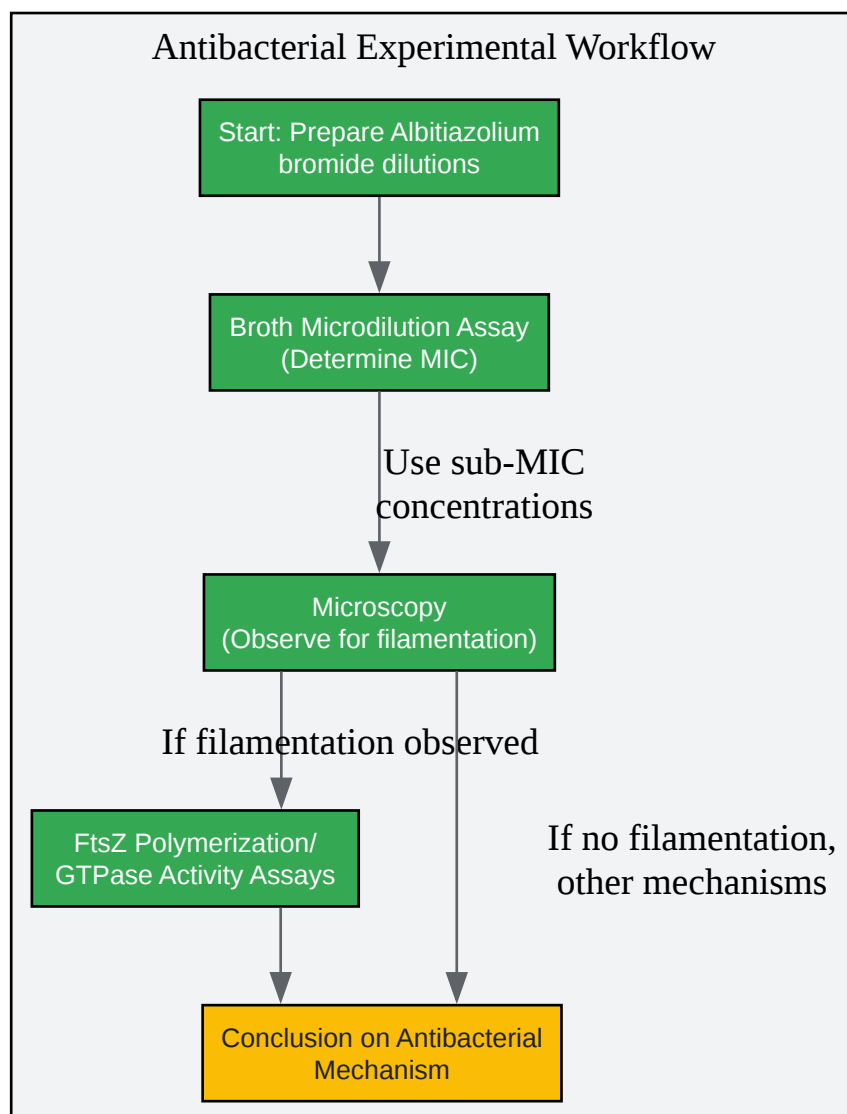 Antibacterial Experimental Workflow
Start: Prepare Albitiazolium
bromide dilutions
Broth Microdilution Assay
(Determine MIC)
Use sub-MIC
concentrations
Microscopy
(Observe for filamentation)
If filamentation observed
FtsZ Polymerization/
GTPase Activity Assays
If no filamentation,
other mechanisms
Conclusion on Antibacterial
Mechanism